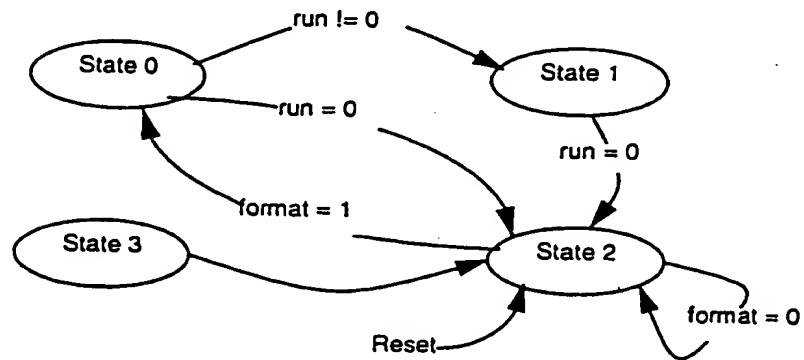 run != 0
State 0
State 1
run = 0
run = 0
format = 1
State 3
State 2
format = 0
Reset